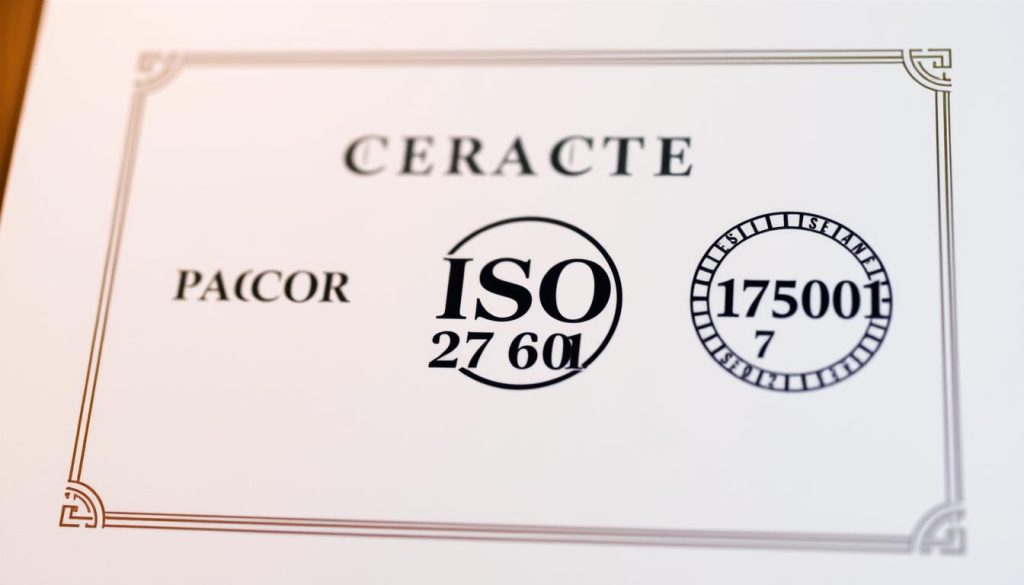 CERACTE
PACCOR
ISO
27 601
175001
7